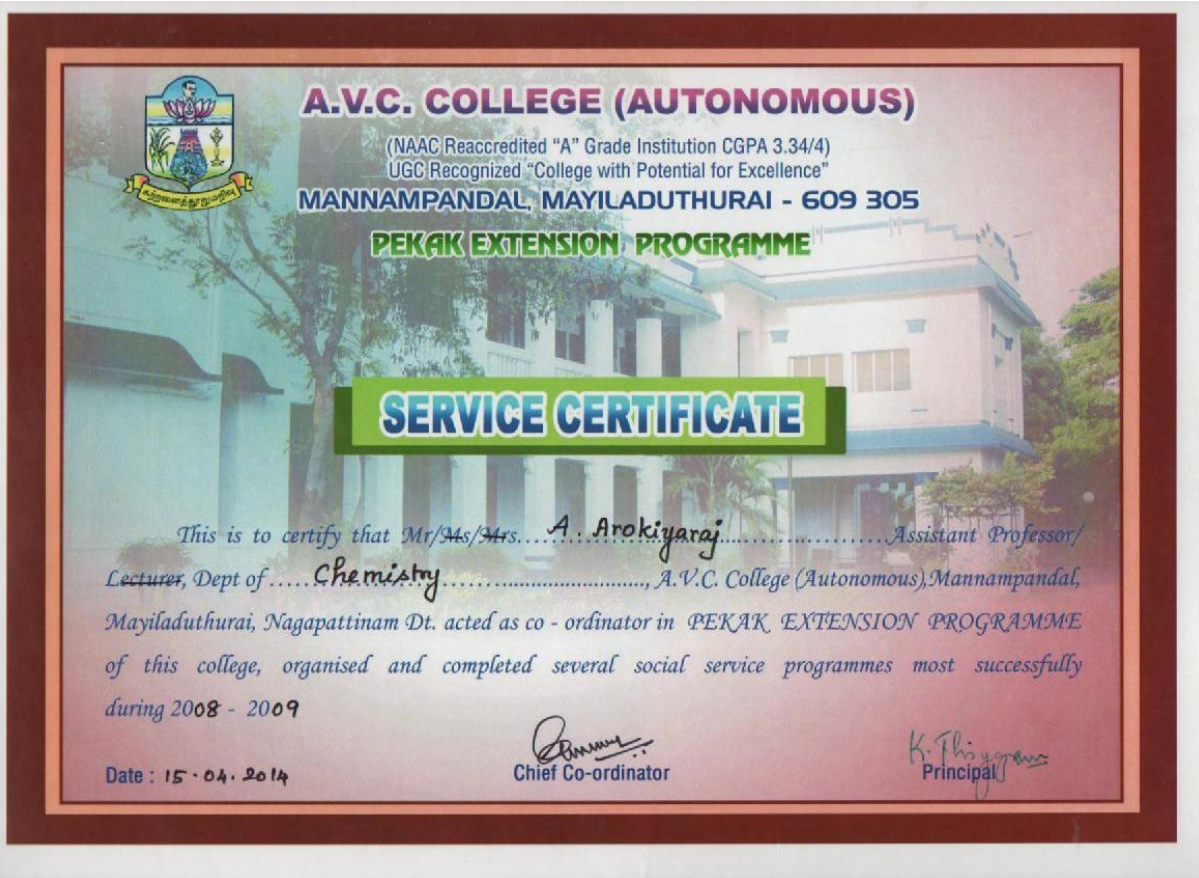 A.V.C. COLLEGE (AUTONOMOUS)
(NAAC Reaccredited "A" Grade Institution CGPA 3.34/4)
UGC Recognized "College with Potential for Excellence"
MANNAMPANDAL, MAYILADUTHURAI - 609 305
PEKAK EXTENSION PROGRAMME
கற்றனைத்தூறுமறிவு
SERVICE CERTIFICATE
This is to certify that Mr/Ms/Mrs. A. Arokiyaraj Assistant Professor/
Lecturer, Dept of Chemistry, A.V.C. College (Autonomous), Mannampandal,
Mayiladuthurai, Nagapattinam Dt. acted as co - ordinator in PEKAK EXTENSION PROGRAMME
of this college, organised and completed several social service programmes most successfully
during 2008 - 2009
Date : 15.04.2014
Chief Co-ordinator
Principal